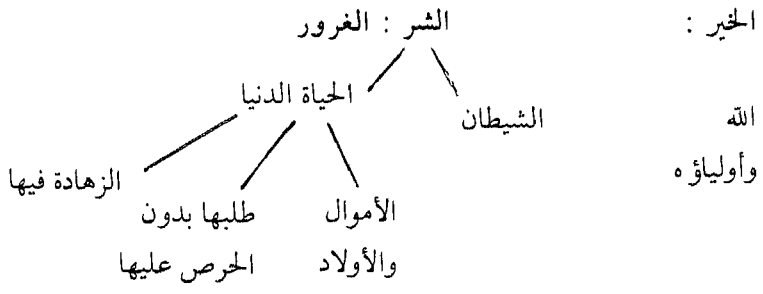 الخير : الشر : الغرور
الحياة الدنيا
الله الشيطان
وأولياؤه الزهادة فيها
الأموال طلبها بدون
والأولاد الحرص عليها